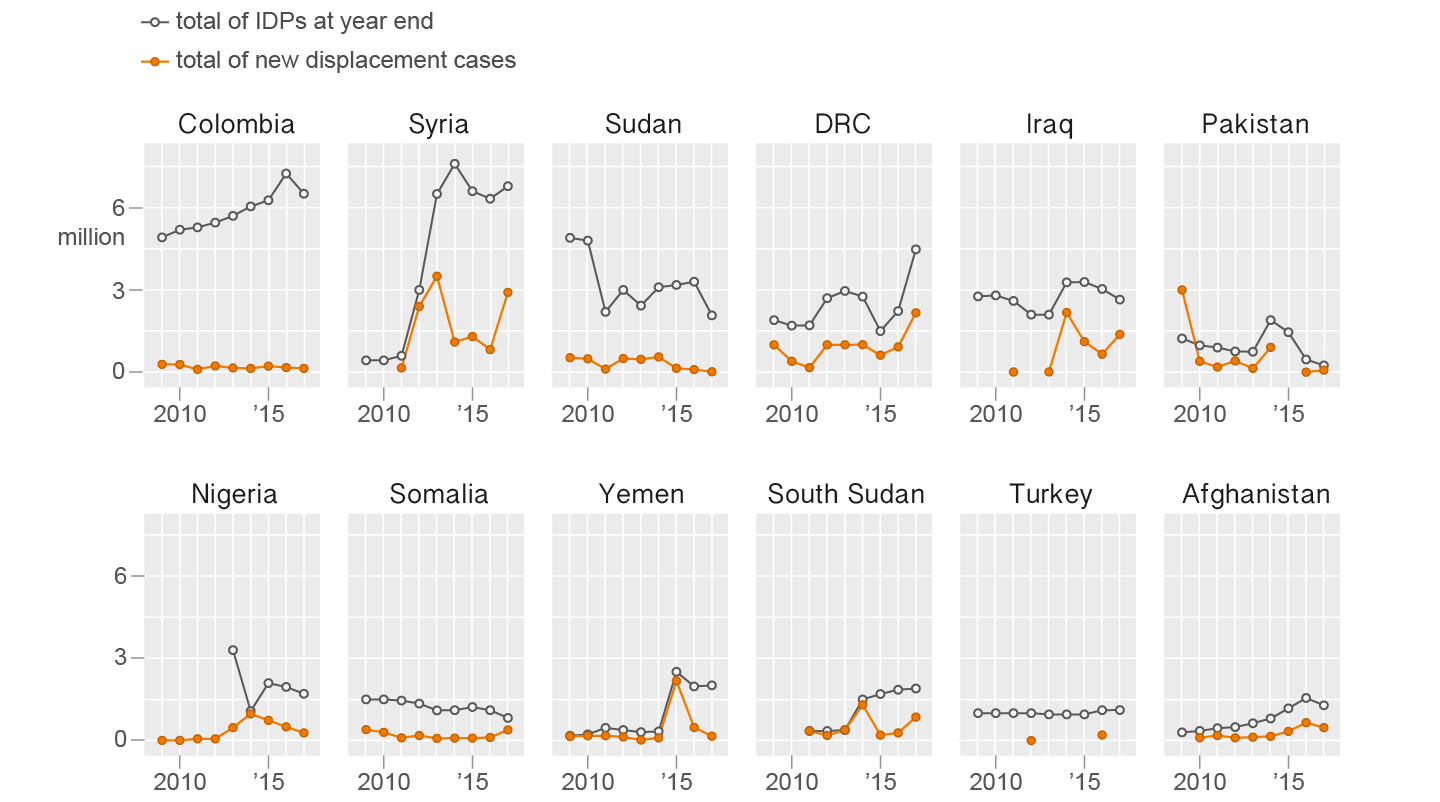 total of IDPs at year end
total of new displacement cases
Colombia Syria Sudan DRC Iraq Pakistan
6
million
3
0
2010 ’15 2010 ’15 2010 ’15 2010 ’15 2010 ’15 2010 ’15
Nigeria Somalia Yemen South Sudan Turkey Afghanistan
6
3
0
2010 ’15 2010 ’15 2010 ’15 2010 ’15 2010 ’15 2010 ’15